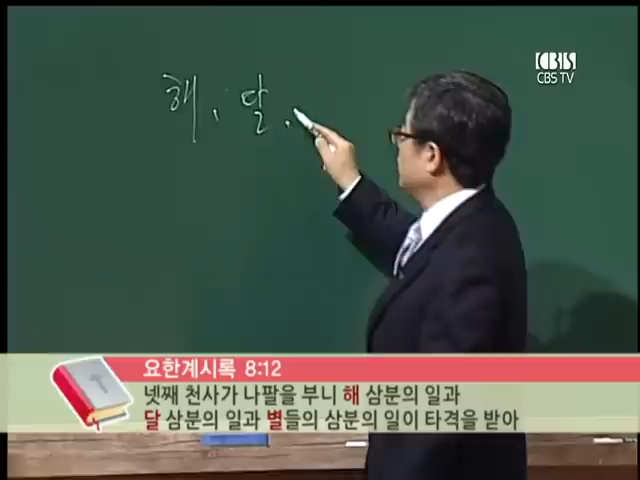 CBS
CBS TV
해, 달,
요한계시록 8:12
넷째 천사가 나팔을 부니 해 삼분의 일과
달 삼분의 일과 별들의 삼분의 일이 타격을 받아